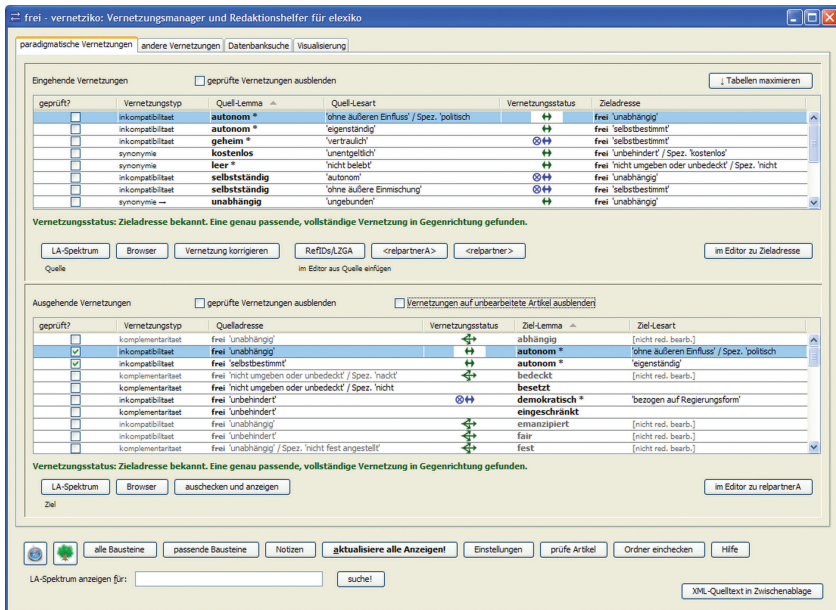 frei - vernetziko: Vernetzungsmanager und Redaktionshelfer für elexiko
paradigmatische Vernetzungen andere Vernetzungen Datenbanksuche Visualisierung
Eingehende Vernetzungen geprüfte Vernetzungen ausblenden ↓ Tabellen maximieren
geprüft? Vernetzungstyp Quell-Lemma Quell-Lesart Vernetzungsstatus Zieladresse
inkompatibilitaet autonom * 'ohne äußeren Einfluss' / Spez. 'politisch frei 'unabhängig'
inkompatibilitaet autonom * 'eigenständig' frei 'selbstbestimmt'
inkompatibilitaet geheim * 'vertraulich' frei 'selbstbestimmt'
synonymie kostenlos 'unentgeltlich' frei 'unbehindert' / Spez. 'kostenlos'
synonymie leer * 'nicht belebt' frei 'nicht umgeben oder unbedeckt' / Spez. 'nicht
inkompatibilitaet selbstständig 'autonom' frei 'unabhängig'
inkompatibilitaet selbstständig 'ohne äußere Einmischung' frei 'selbstbestimmt'
synonymie → unabhängig 'ungebunden' frei 'unabhängig'
Vernetzungsstatus: Zieladresse bekannt. Eine genau passende, vollständige Vernetzung in Gegenrichtung gefunden.
LA-Spektrum Browser Vernetzung korrigieren RefIDs/LZGA <relpartnerA> <relpartner> im Editor zu Zieladresse
Quelle im Editor aus Quelle einfügen
Ausgehende Vernetzungen geprüfte Vernetzungen ausblenden Vernetzungen auf unbearbeitete Artikel ausblenden
geprüft? Vernetzungstyp Quelladresse Vernetzungsstatus Ziel-Lemma Ziel-Lesart
komplementaritaet frei 'unabhängig' abhängig [nicht red. bearb.]
inkompatibilitaet frei 'unabhängig' autonom * 'ohne äußeren Einfluss' / Spez. 'politisch
inkompatibilitaet frei 'selbstbestimmt' autonom * 'eigenständig'
komplementaritaet frei 'nicht umgeben oder unbedeckt' / Spez. 'nackt' bedeckt [nicht red. bearb.]
komplementaritaet frei 'nicht umgeben oder unbedeckt' / Spez. 'nicht besetzt
inkompatibilitaet frei 'unbehindert' demokratisch * 'bezogen auf Regierungsform'
komplementaritaet frei 'unbehindert' eingeschränkt
inkompatibilitaet frei 'unabhängig' emanzipiert [nicht red. bearb.]
inkompatibilitaet frei 'unbehindert' fair [nicht red. bearb.]
komplementaritaet frei 'unabhängig' / Spez. 'nicht fest angestellt' fest [nicht red. bearb.]
Vernetzungsstatus: Zieladresse bekannt. Eine genau passende, vollständige Vernetzung in Gegenrichtung gefunden.
LA-Spektrum Browser auschecken und anzeigen im Editor zu relpartnerA
Ziel
alle Bausteine passende Bausteine Notizen aktualisiere alle Anzeigen! Einstellungen prüfe Artikel Ordner einchecken Hilfe
LA-Spektrum anzeigen für: suche!
XML-Quelltext in Zwischenablage